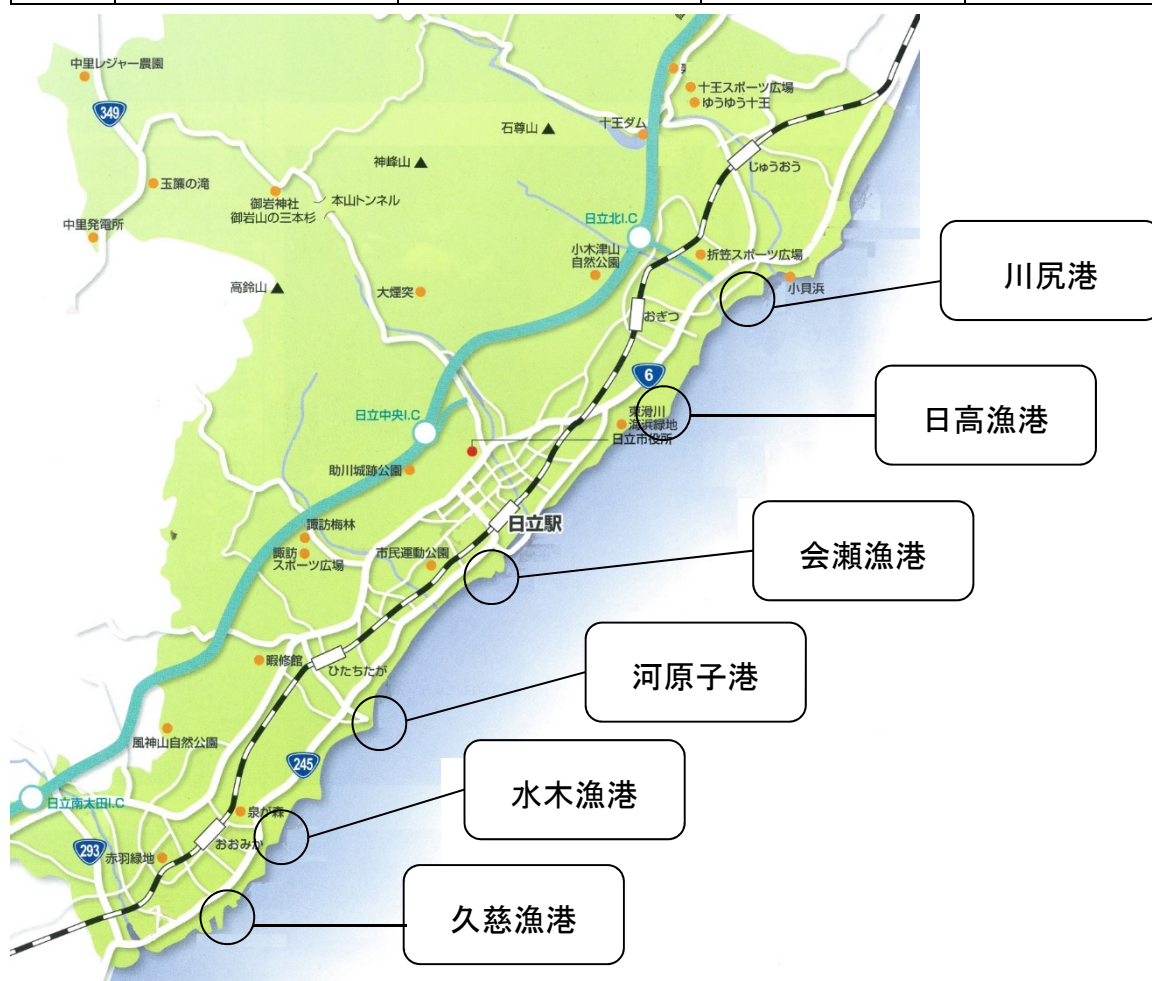 中里レジャー農園
349
十王スポーツ広場
ゆうゆう十王
石尊山
十王ダム
神峰山
じゅうおう
玉簾の滝
御岩神社
御岩山の三本杉
本山トンネル
中里発電所
日立北I.C
小木津山
自然公園
折笠スポーツ広場
川尻港
高鈴山
大煙突
小貝浜
おぎつ
6
日高漁港
日立中央I.C
東滑川
海浜緑地
日立市役所
助川城跡公園
諏訪梅林
諏訪
スポーツ広場
市民運動公園
日立駅
会瀬漁港
暇修館
ひたちたが
河原子港
風神山自然公園
245
水木漁港
日立南太田I.C
泉が森
293
赤羽緑地
おおみか
久慈漁港